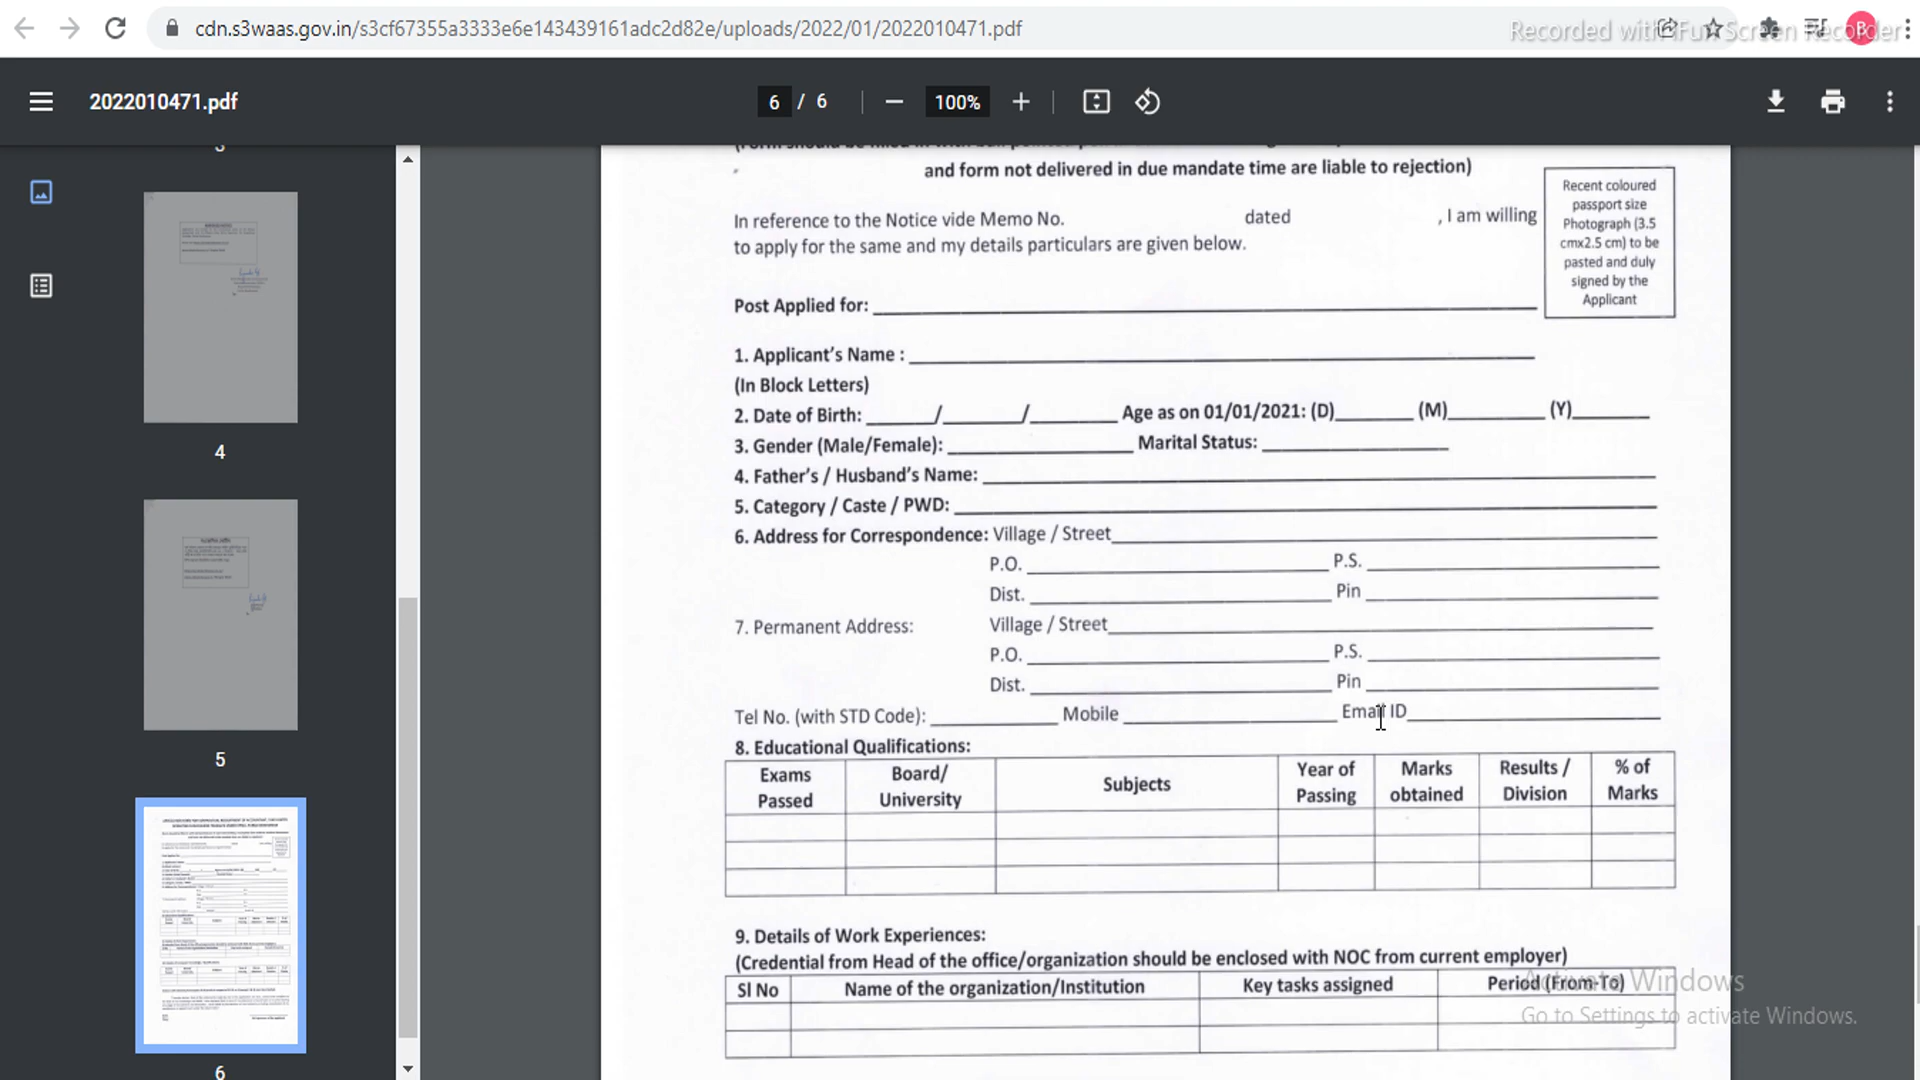 cdn.s3waas.gov.in/s3cf67355a3333e6e143439161adc2d82e/uploads/2022/01/2022010471.pdf
Recorded with iFun Screen Recorder
B
2022010471.pdf
6 / 6
100%
3
4
5
6
and form not delivered in due mandate time are liable to rejection)
In reference to the Notice vide Memo No. dated , I am willing
to apply for the same and my details particulars are given below.
Recent coloured
passport size
Photograph (3.5
cmx2.5 cm) to be
pasted and duly
signed by the
Applicant
Post Applied for:
1. Applicant's Name :
(In Block Letters)
2. Date of Birth: / / Age as on 01/01/2021: (D) (M) (Y)
3. Gender (Male/Female): Marital Status:
4. Father's / Husband's Name:
5. Category / Caste / PWD:
6. Address for Correspondence: Village / Street
P.O. P.S.
Dist. Pin
7. Permanent Address: Village / Street
P.O. P.S.
Dist. Pin
Tel No. (with STD Code): Mobile Email ID
8. Educational Qualifications:
Exams Passed Board/ University Subjects Year of Passing Marks obtained Results / Division % of Marks
9. Details of Work Experiences:
(Credential from Head of the office/organization should be enclosed with NOC from current employer)
Sl No Name of the organization/Institution Key tasks assigned Period (From-To)
Activate Windows
Go to Settings to activate Windows.